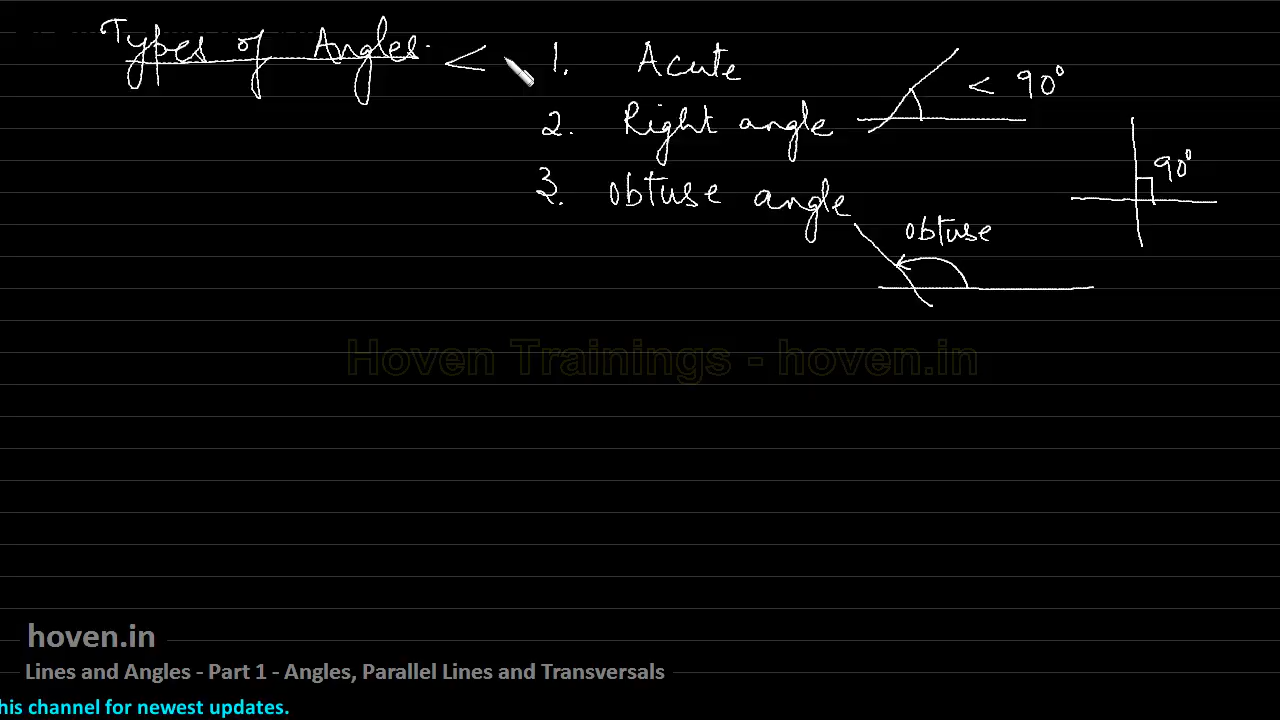 Types of Angles. <
1. Acute
< 90°
2. Right angle
90°
3. obtuse angle
obtuse
Hoven Trainings - hoven.in
hoven.in
Lines and Angles - Part 1 - Angles, Parallel Lines and Transversals
his channel for newest updates.